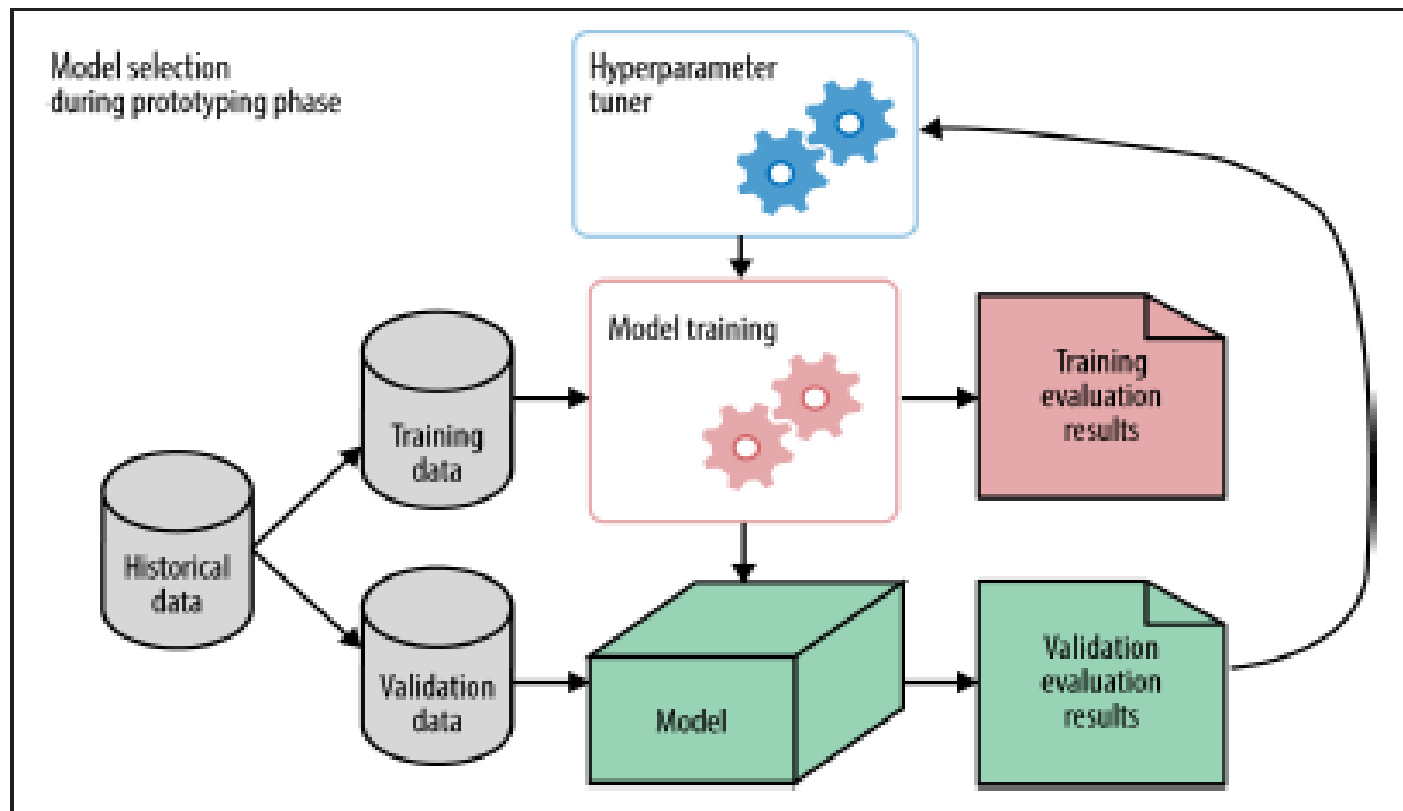 Model selection
during prototyping phase
Hyperparameter
tuner
Model training
Training
evaluation
results
Training
data
Historical
data
Validation
data
Model
Validation
evaluation
results